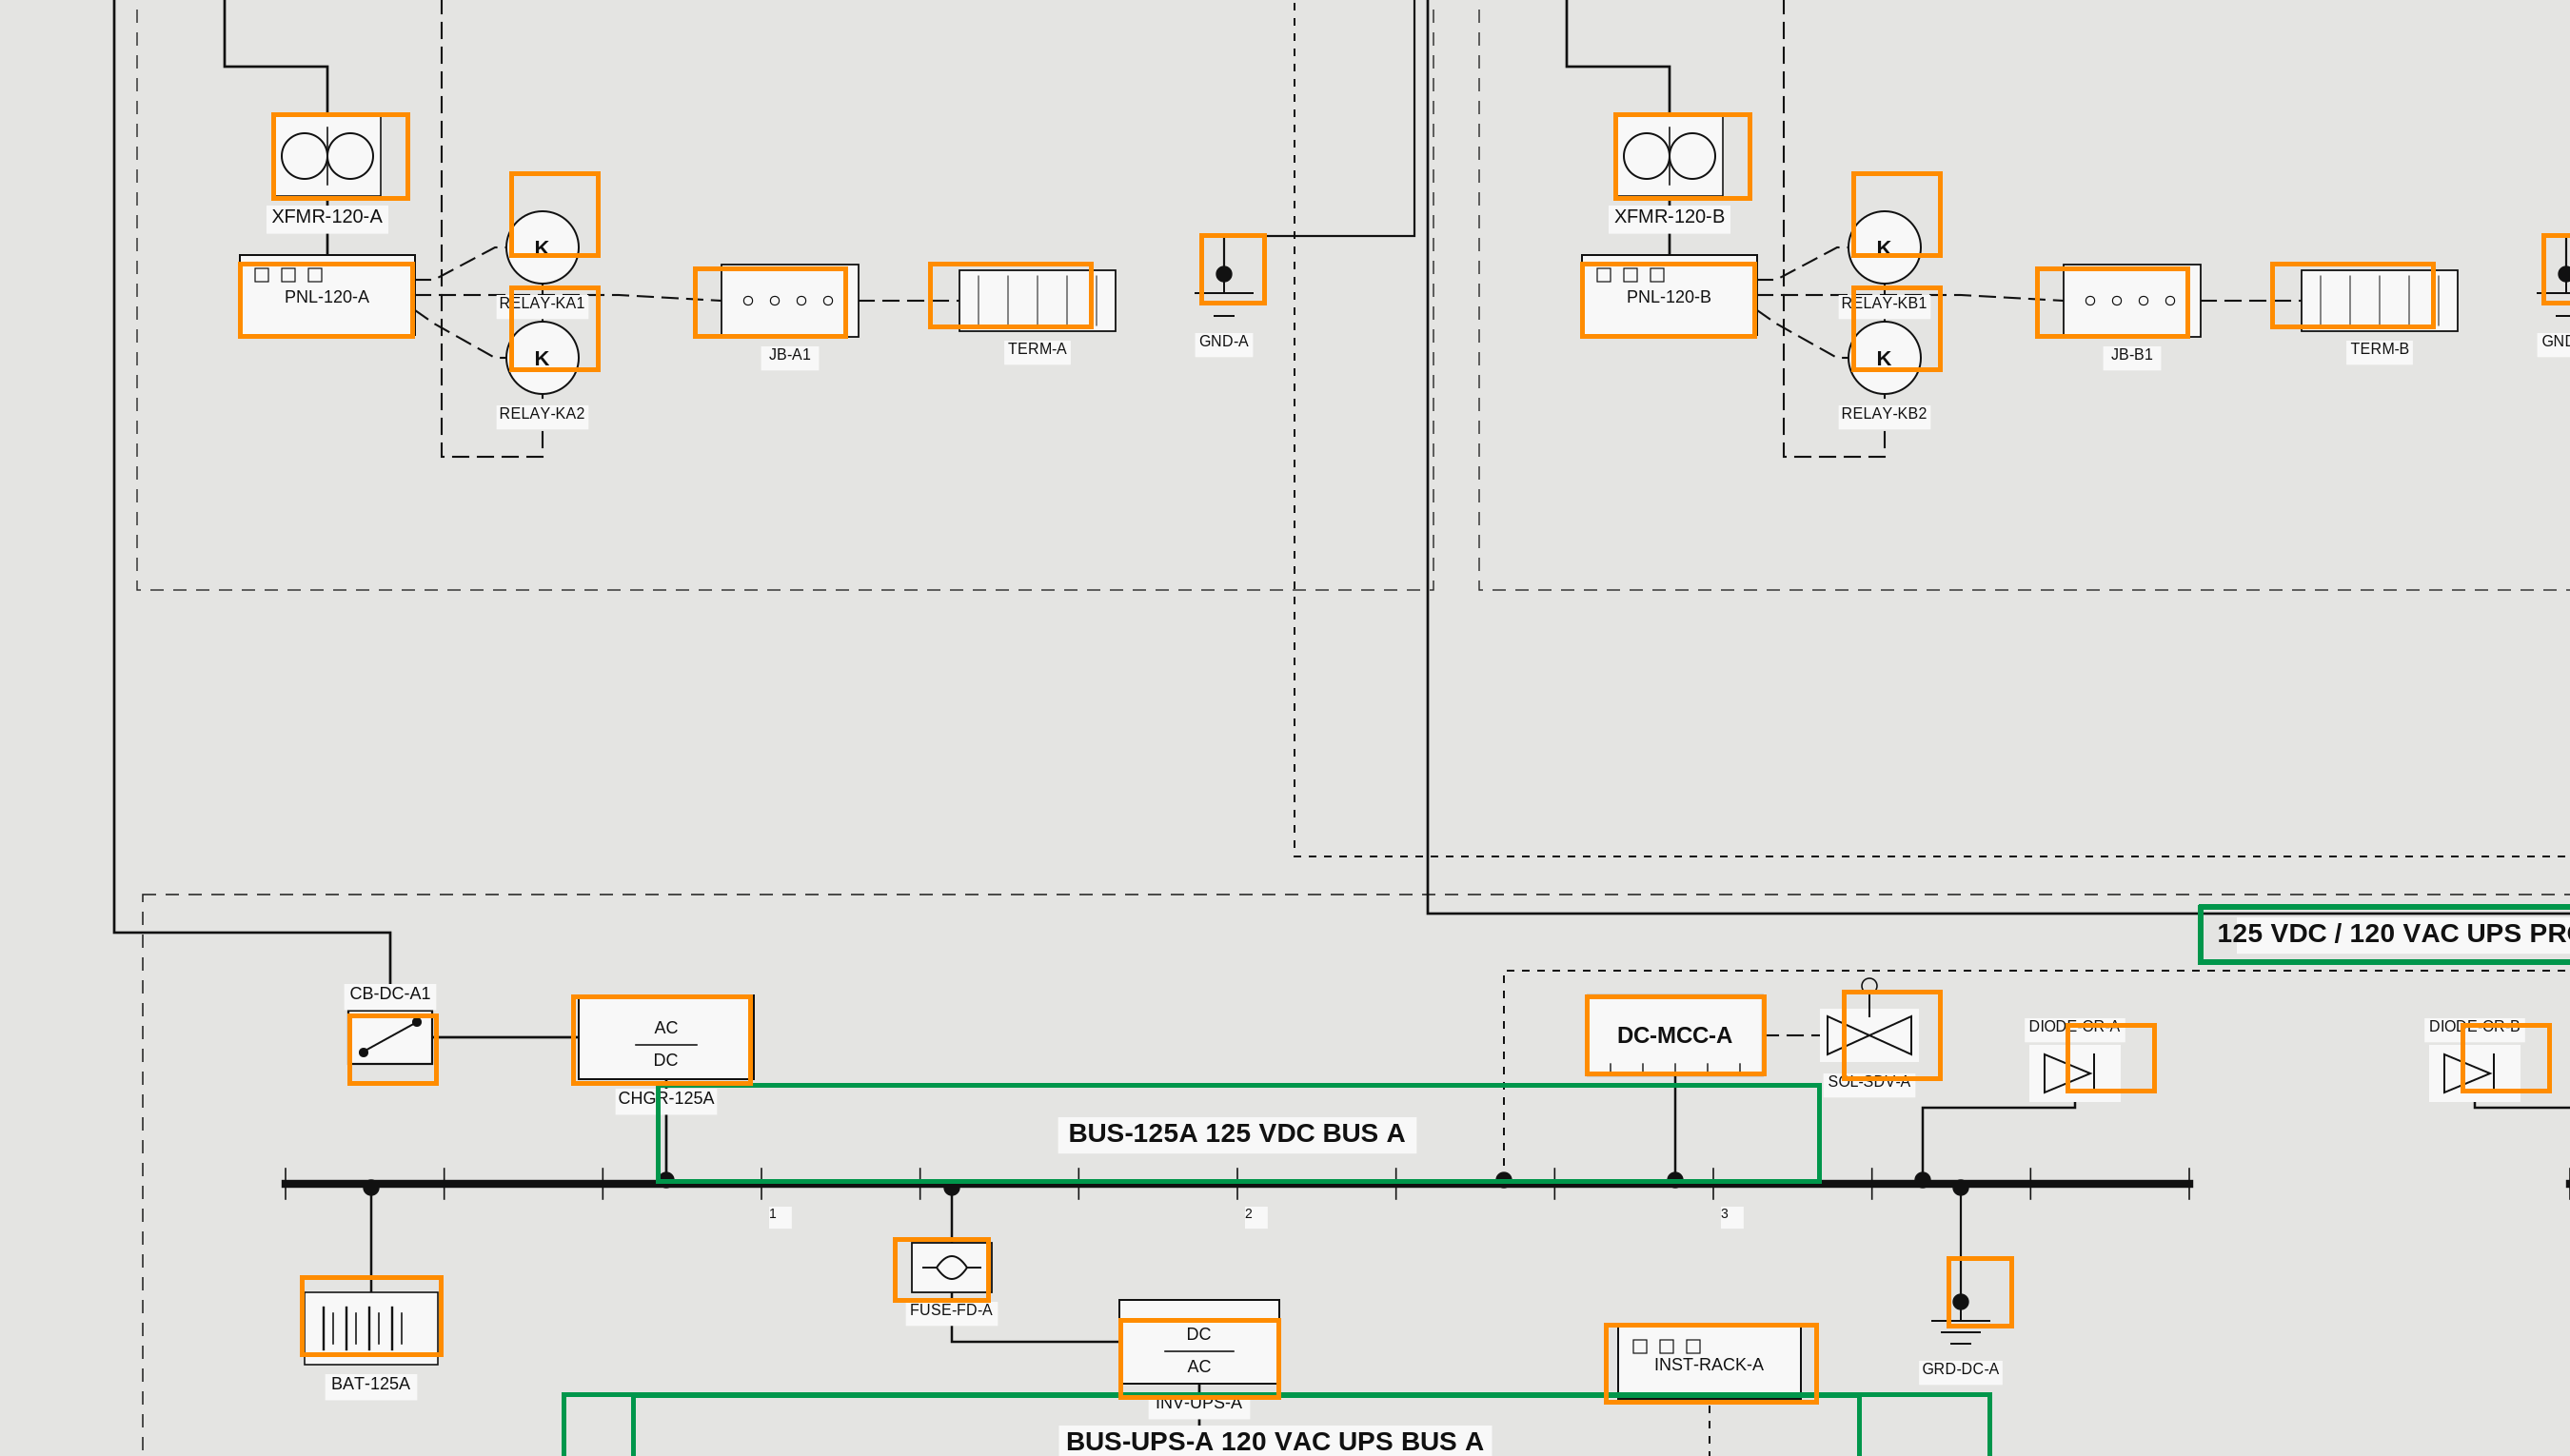 XFMR-120-A
PNL-120-A
K
RELAY-KA1
K
RELAY-KA2
JB-A1
TERM-A
GND-A
XFMR-120-B
PNL-120-B
K
RELAY-KB1
K
RELAY-KB2
JB-B1
TERM-B
125 VDC / 120 VAC UPS
CB-DC-A1
AC
DC
CHGR-125A
DC-MCC-A
SOL-SDV-A
DIODE-OR-A
DIODE-OR-B
BUS-125A 125 VDC BUS A
1
2
3
FUSE-FD-A
BAT-125A
DC
AC
INV-UPS-A
INST-RACK-A
GRD-DC-A
BUS-UPS-A 120 VAC UPS BUS A